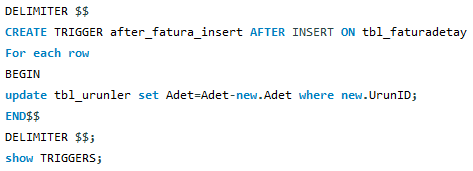 DELIMITER $$
CREATE TRIGGER after_fatura_insert AFTER INSERT ON tbl_faturadetay
For each row
BEGIN
update tbl_urunler set Adet=Adet-new.Adet where new.UrunID;
END$$
DELIMITER $$;
show TRIGGERS;